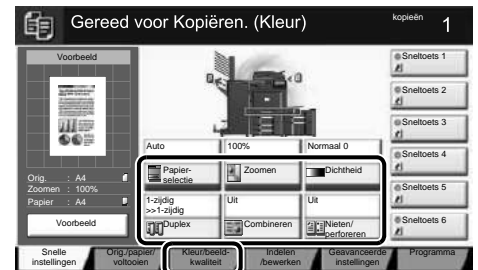 Gereed voor Kopiëren. (Kleur)
kopieën
1
Voorbeeld
Orig. : A4
Zoomen : 100%
Papier : A4
Voorbeeld
Auto
100%
Normaal 0
Papier-
selectie
Zoomen
Dichtheid
1-zijdig
>>1-zijdig
Uit
Uit
Duplex
Combineren
Nieten/
perforeren
Sneltoets 1
Sneltoets 2
Sneltoets 3
Sneltoets 4
Sneltoets 5
Sneltoets 6
Snelle
instellingen
Orig./papier/
voltooien
Kleur/beeld-
kwaliteit
Indelen
/bewerken
Geavanceerde
instellingen
Programma